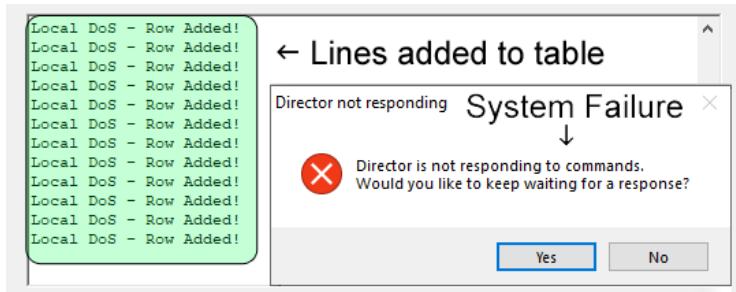 Local DoS - Row Added!
Local DoS - Row Added!
Local DoS - Row Added!
Local DoS - Row Added!
Local DoS - Row Added!
Local DoS - Row Added!
Local DoS - Row Added!
Local DoS - Row Added!
Local DoS - Row Added!
Local DoS - Row Added!
Local DoS - Row Added!
Local DoS - Row Added!
← Lines added to table
Director not responding
System Failure
↓
Director is not responding to commands.
Would you like to keep waiting for a response?
Yes
No